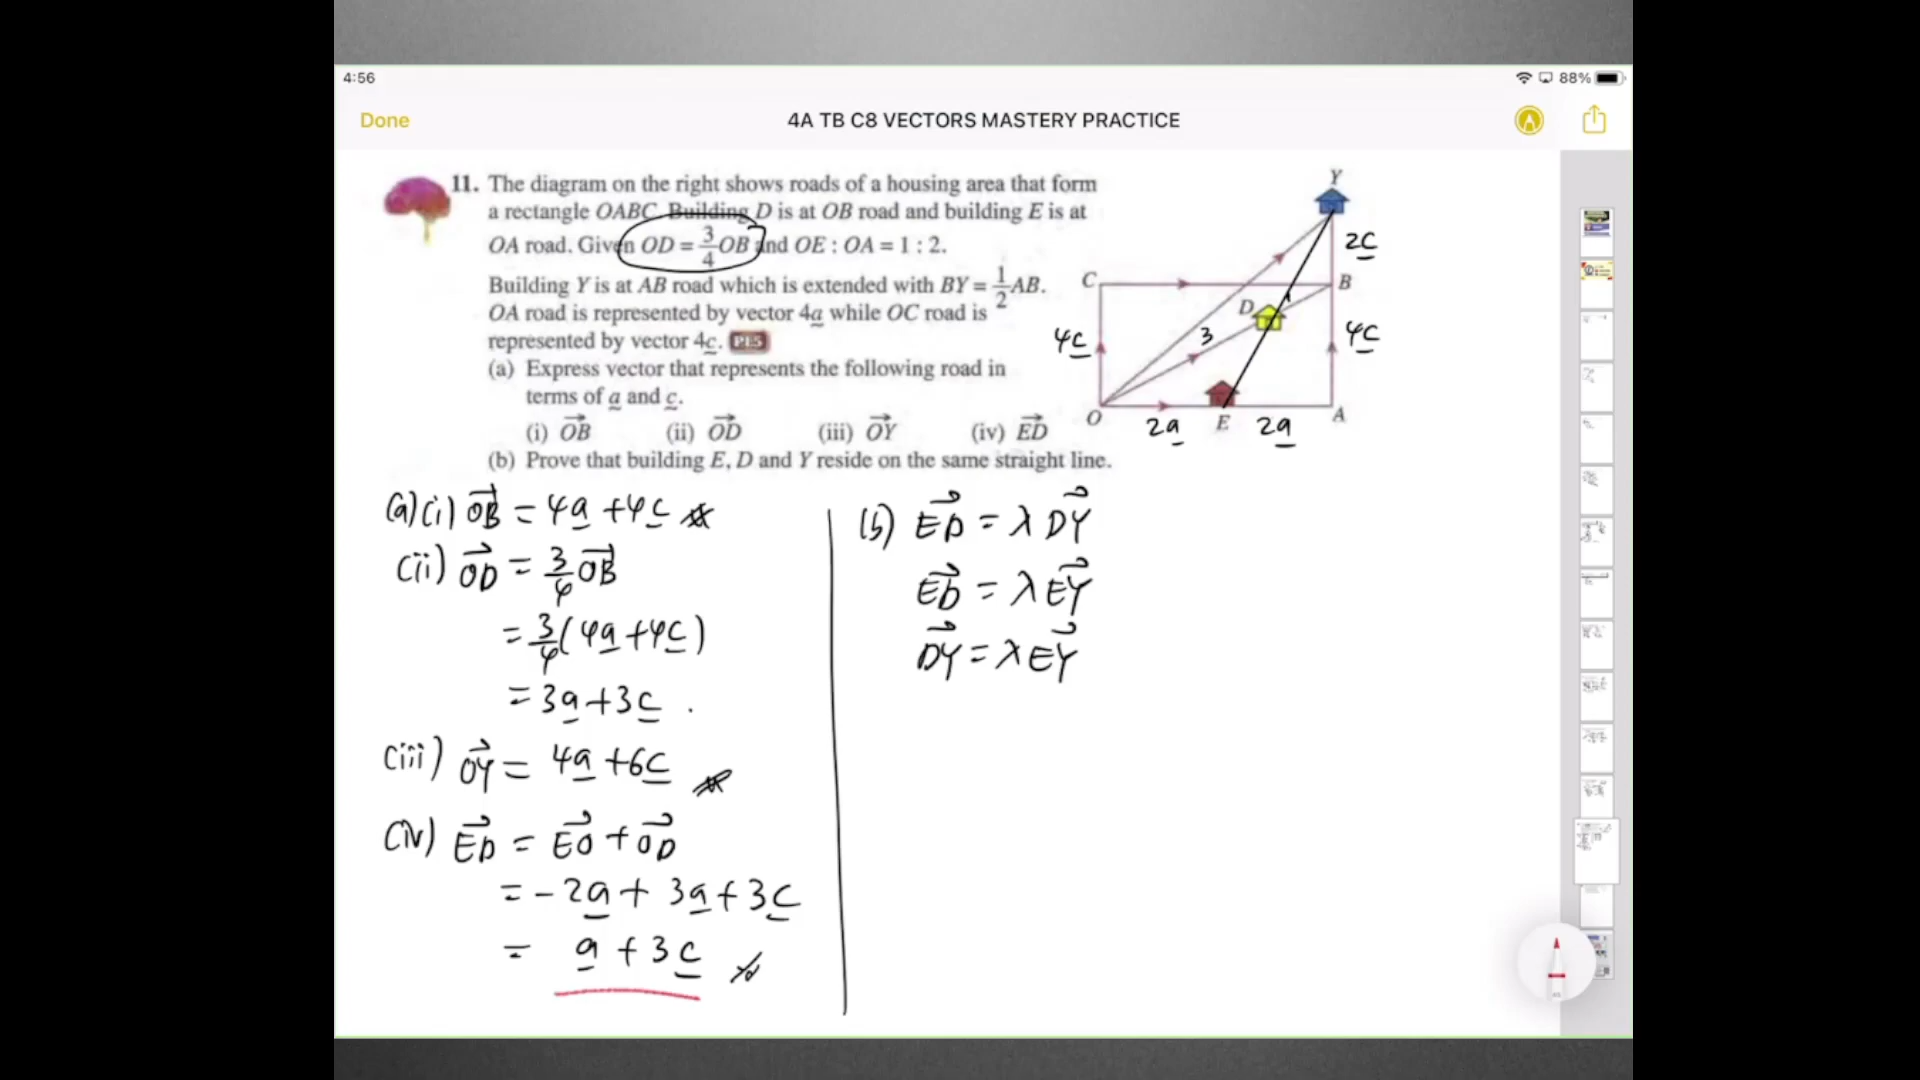 4:56
88%
Done
4A TB C8 VECTORS MASTERY PRACTICE
11. The diagram on the right shows roads of a housing area that form
a rectangle OABC. Building D is at OB road and building E is at
OA road. Given OD = 3/4 OB and OE : OA = 1 : 2.
Building Y is at AB road which is extended with BY = 1/2 AB.
OA road is represented by vector 4a while OC road is
represented by vector 4c. PL5
(a) Express vector that represents the following road in
terms of a and c.
(i) OB→ (ii) OD→ (iii) OY→ (iv) ED→
(b) Prove that building E, D and Y reside on the same straight line.
Y
2c
C
B
D
1
3
4c
4c
O
E
A
2a
2a
(a)(i) OB→ = 4a + 4c
(ii) OD→ = 3/4 OB→
= 3/4 (4a + 4c)
= 3a + 3c .
(iii) OY→ = 4a + 6c
(iv) ED→ = EO→ + OD→
= -2a + 3a + 3c
= a + 3c
(b) ED→ = λ DY→
ED→ = λ EY→
DY→ = λ EY→